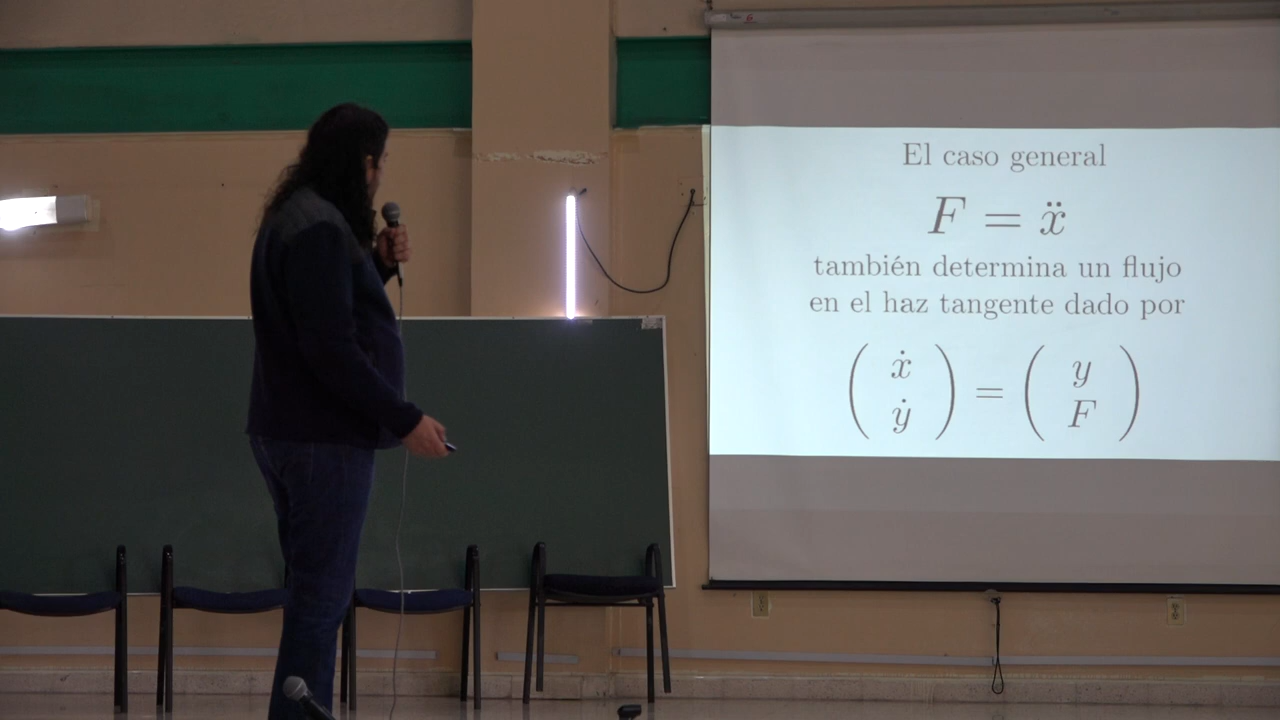 El caso general
F = ẍ
también determina un flujo
en el haz tangente dado por
( ẋ ) = ( y )
( ẏ ) ( F )